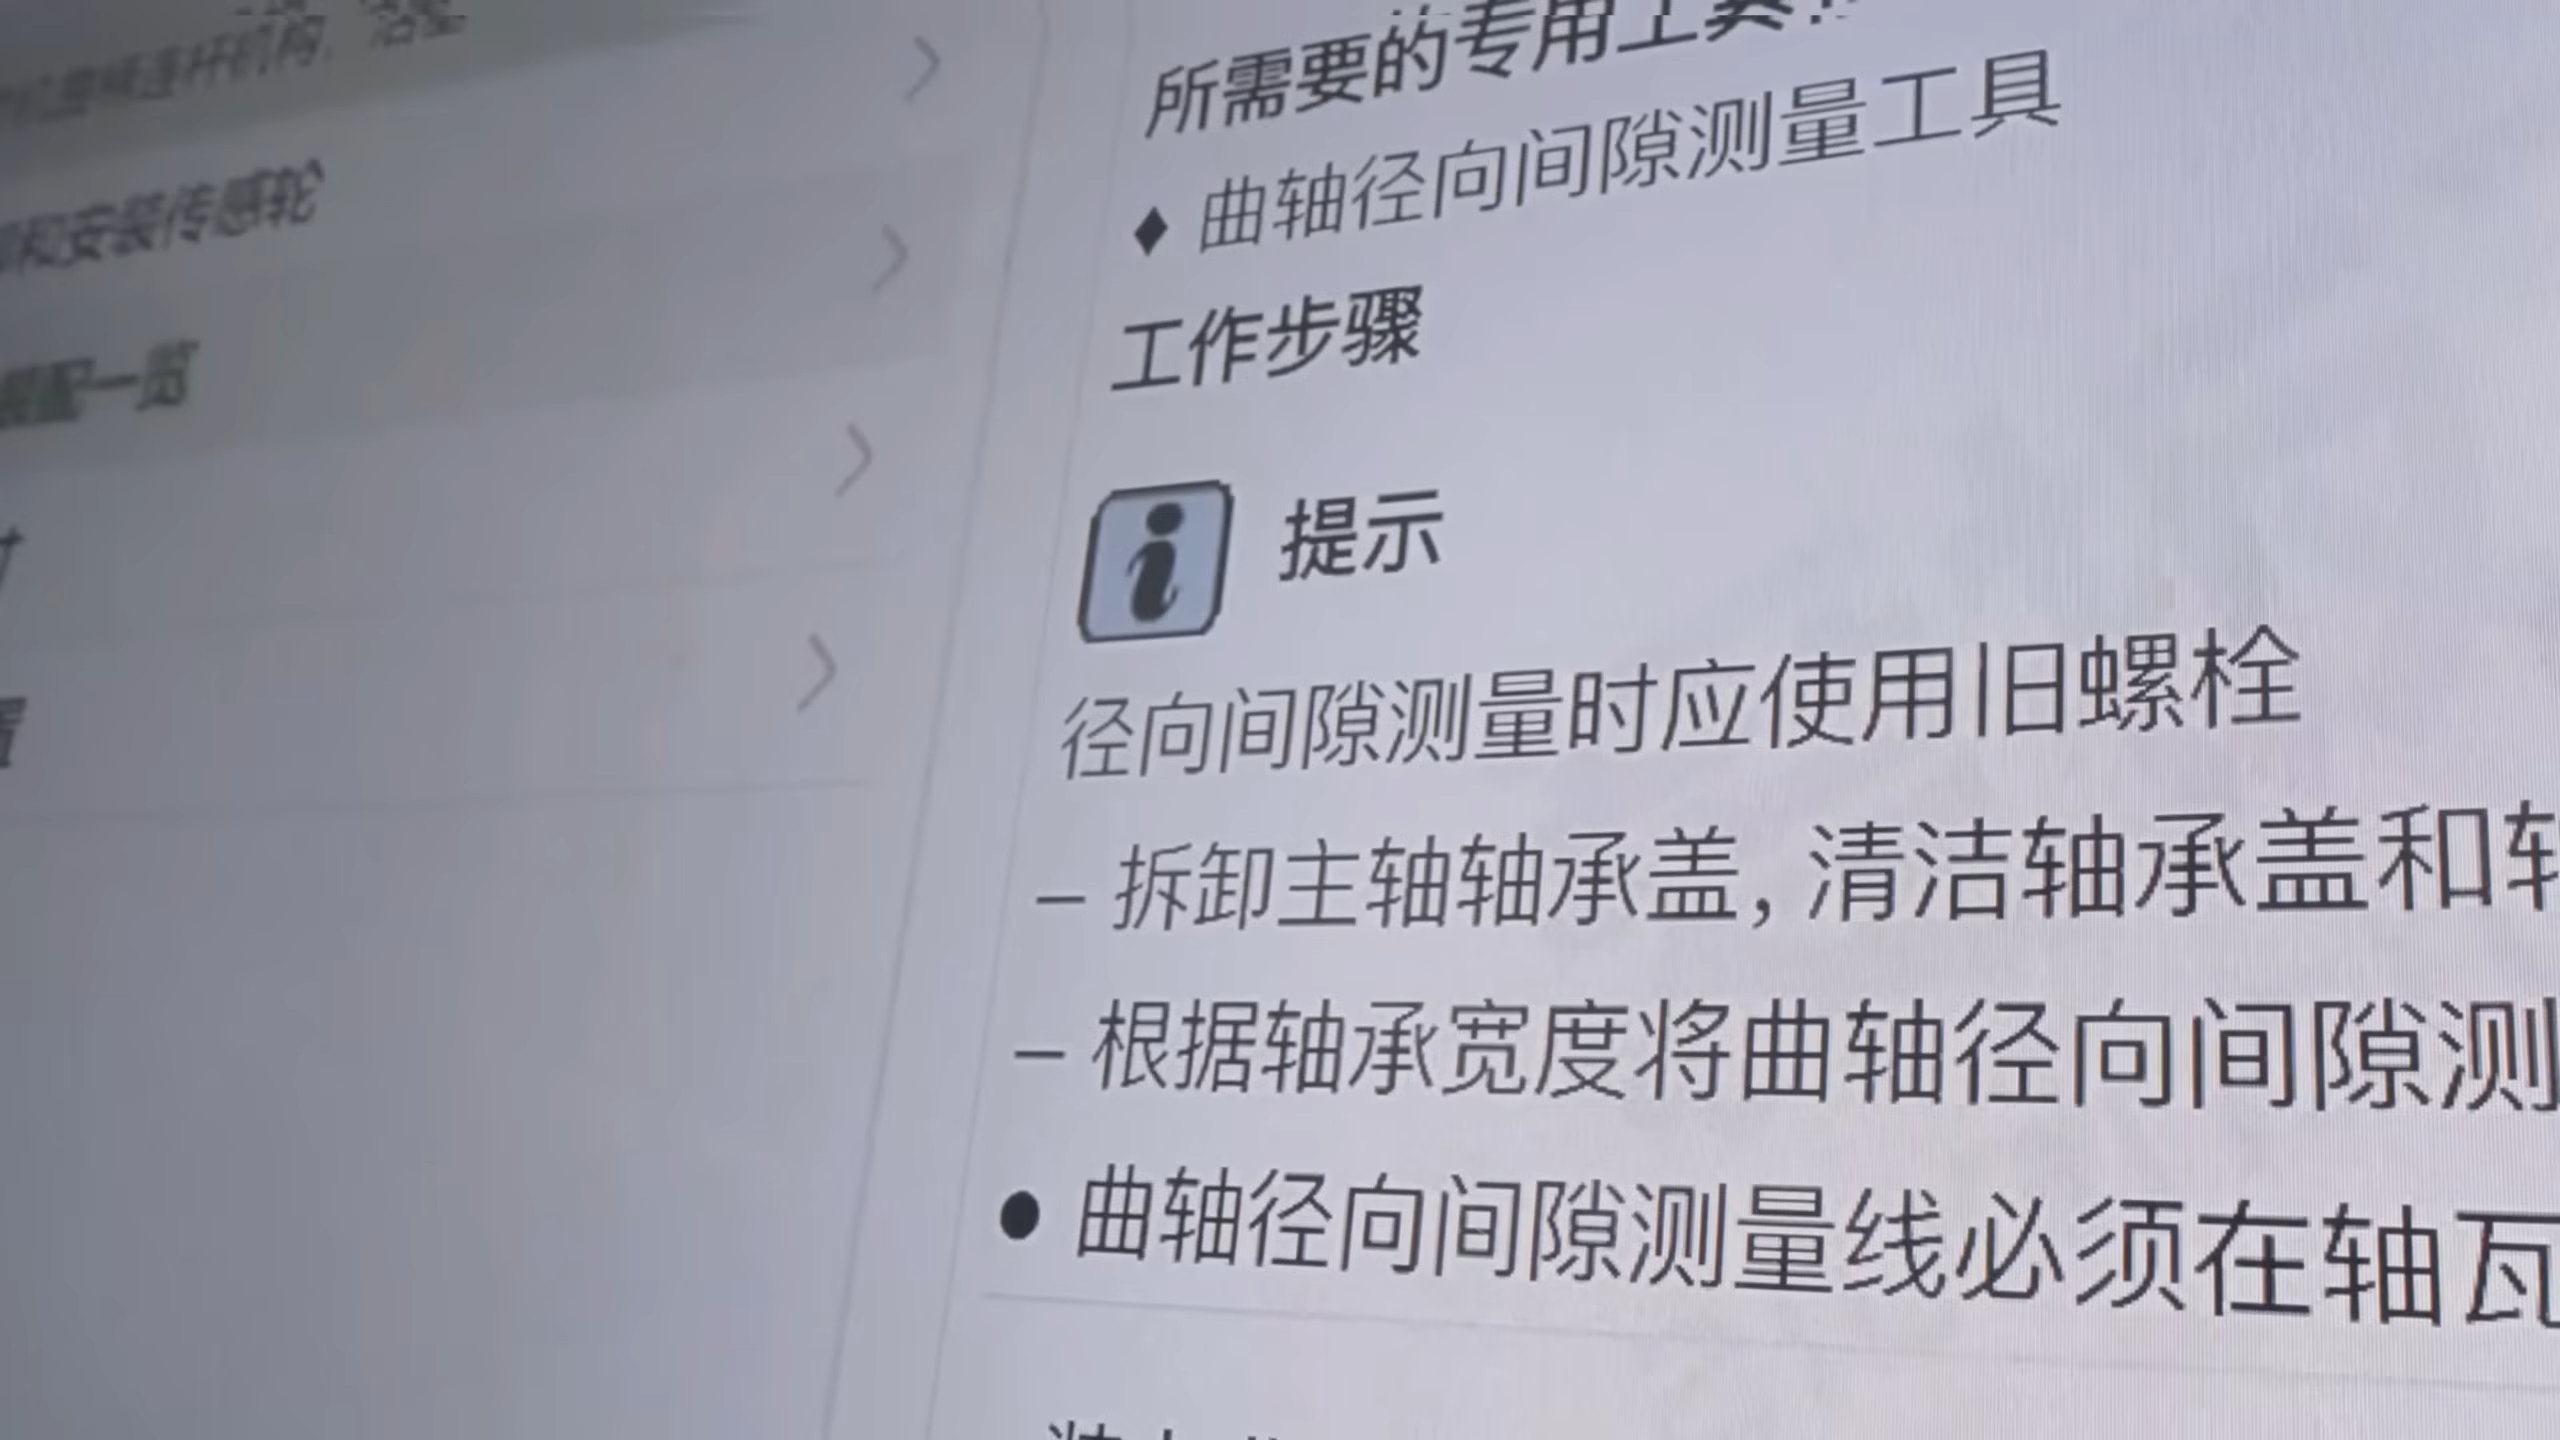 和安装传感轮
装配一览
所需要的专用工具
♦ 曲轴径向间隙测量工具
工作步骤
i 提示
径向间隙测量时应使用旧螺栓
– 拆卸主轴轴承盖，清洁轴承盖和
– 根据轴承宽度将曲轴径向间隙测
● 曲轴径向间隙测量线必须在轴瓦